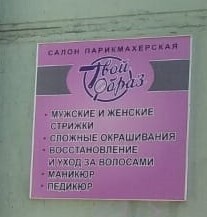 САЛОН ПАРИКМАХЕРСКАЯ
Твой
Образ
• МУЖСКИЕ И ЖЕНСКИЕ
СТРИЖКИ
• СЛОЖНЫЕ ОКРАШИВАНИЯ
• ВОССТАНОВЛЕНИЕ
И УХОД ЗА ВОЛОСАМИ
• МАНИКЮР
• ПЕДИКЮР